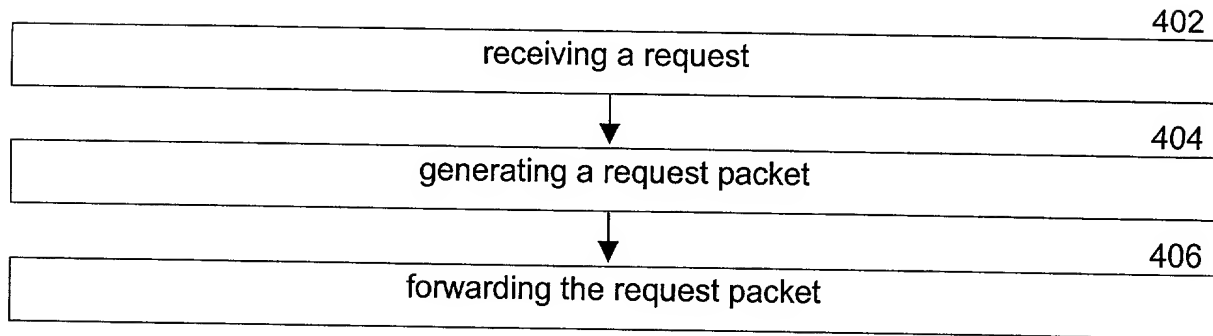 402
receiving a request
404
generating a request packet
406
forwarding the request packet